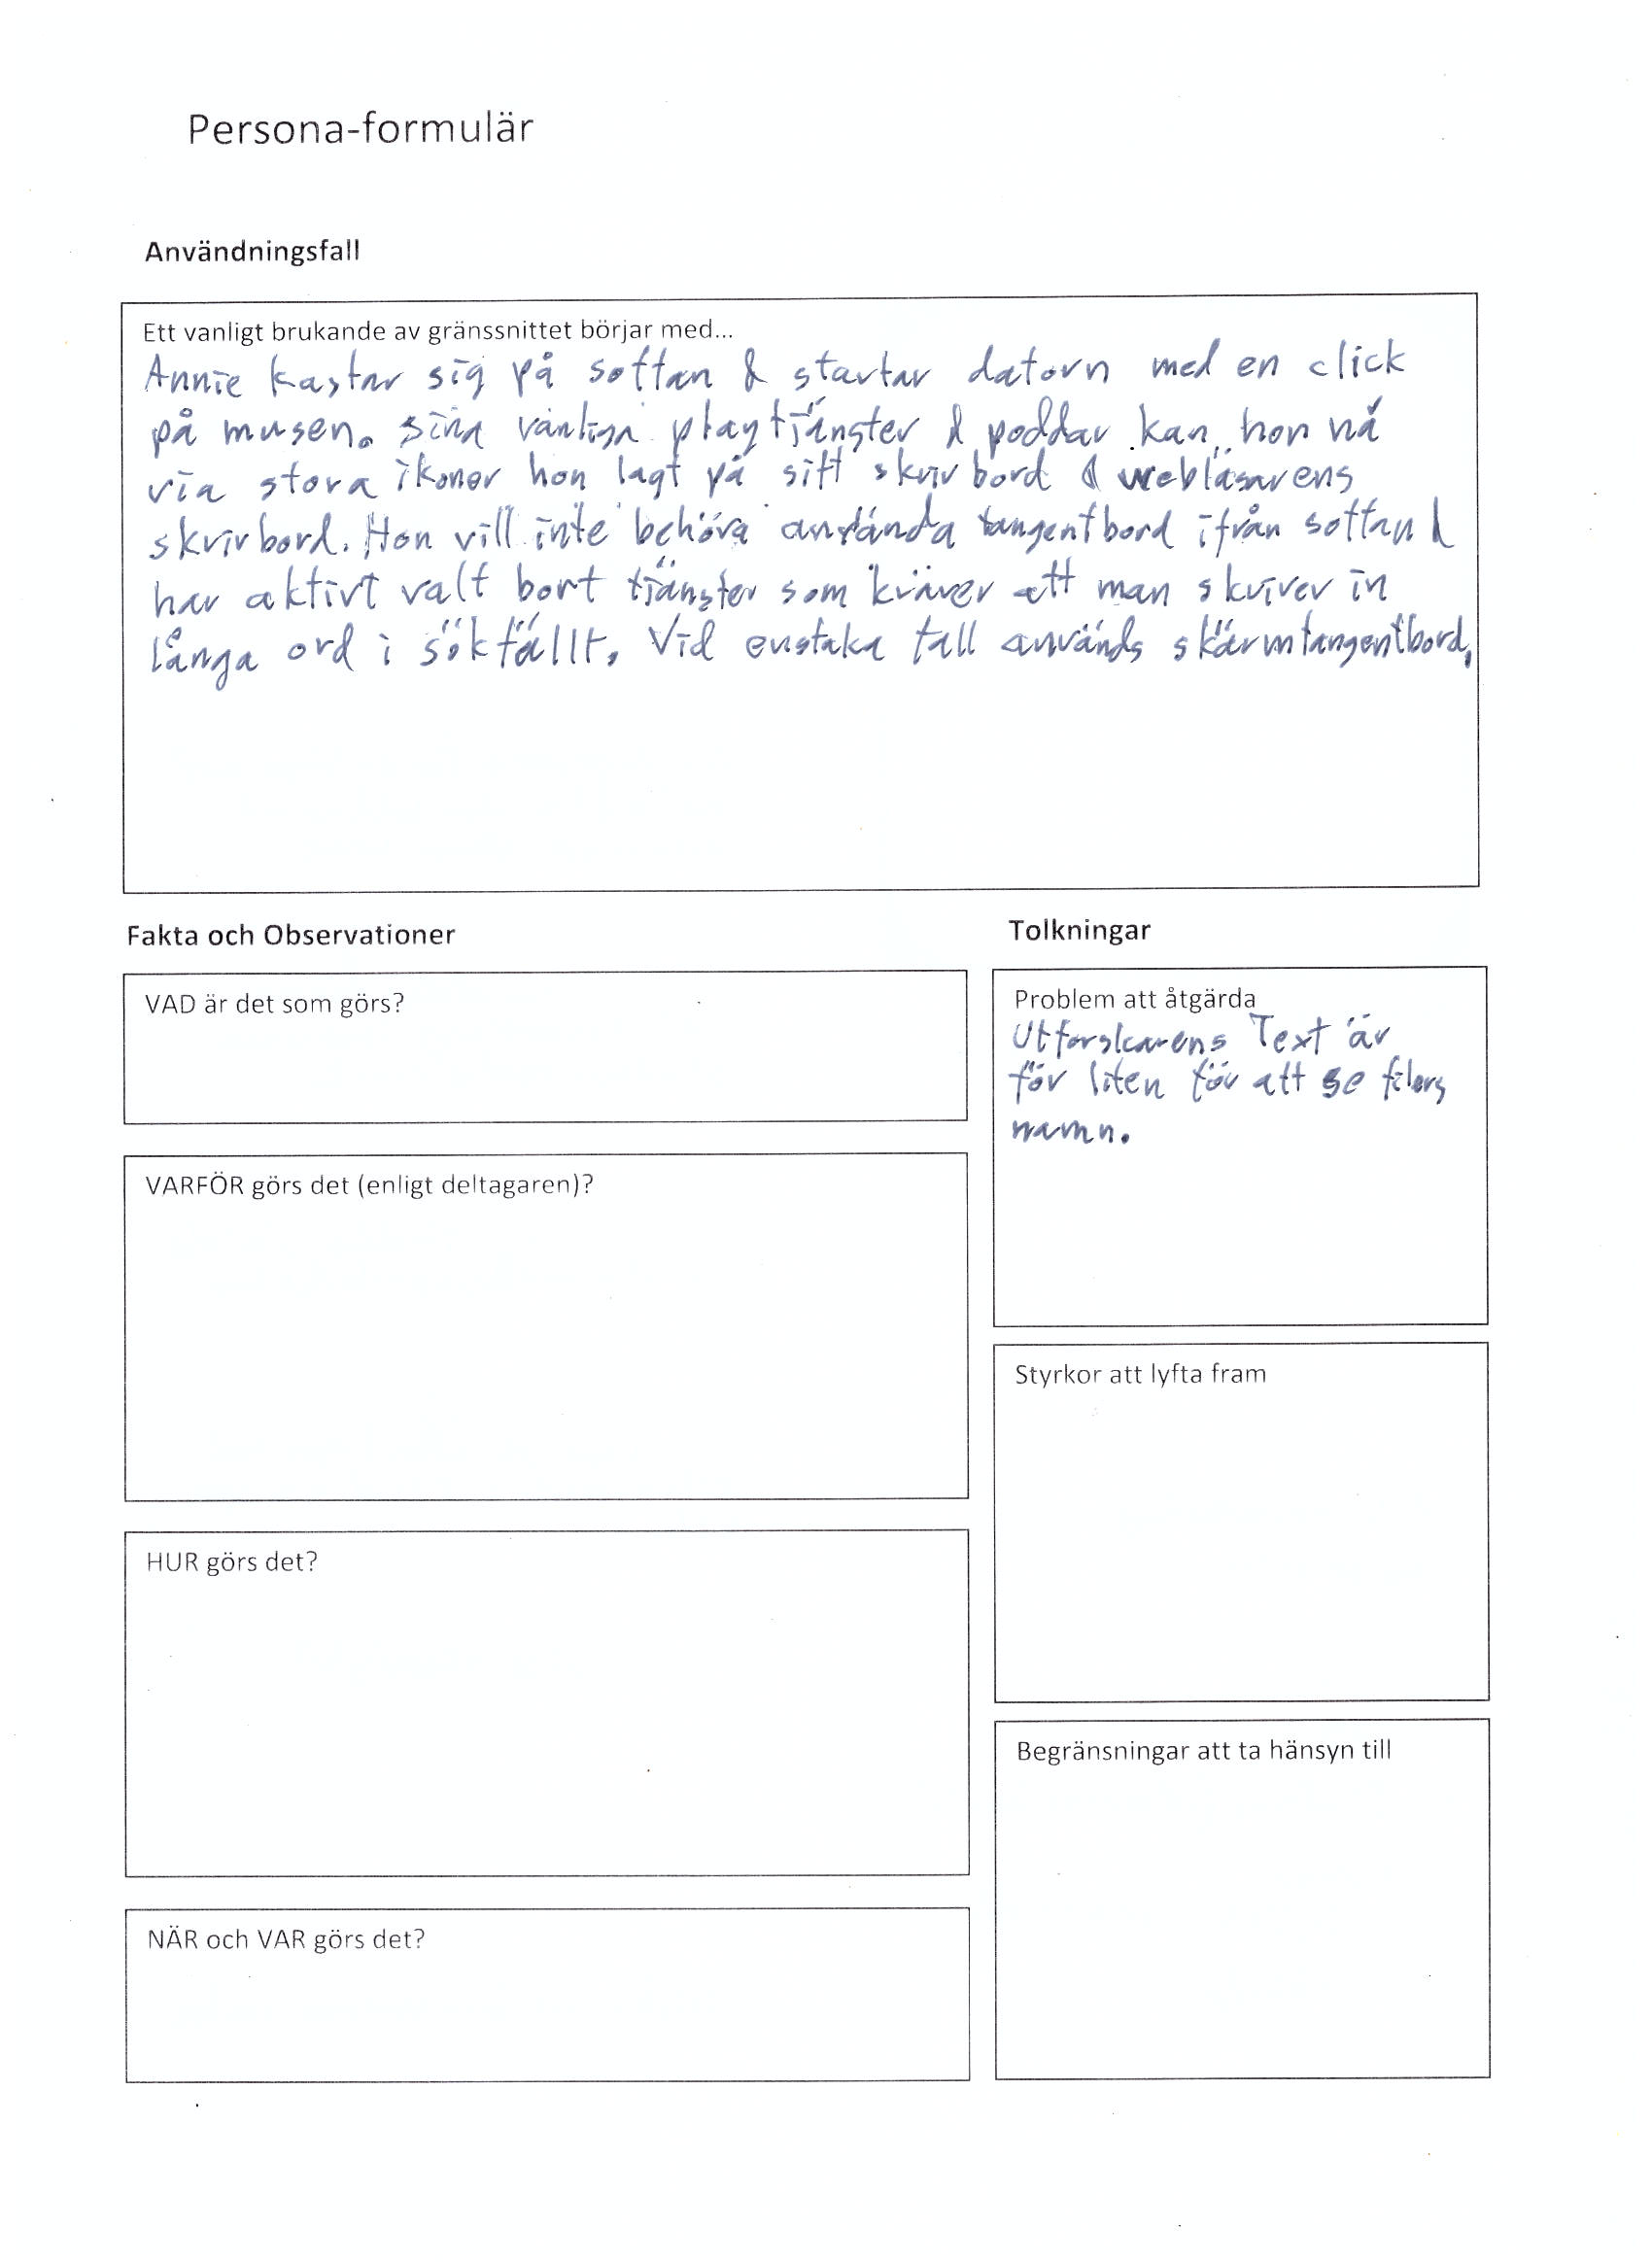 Persona-formulär
Användningsfall
Ett vanligt brukande av gränssnittet börjar med...
Annie kastar sig på soffan & startar datorn med en click
på musen. Sina vanliga playtjänster & poddar kan hon nå
via stora ikoner hon lagt på sitt skrivbord & webläsarens
skrivbord. Hon vill inte behöva använda tangentbord ifrån soffan &
har aktivt valt bort tjänster som kräver att man skriver in
långa ord i sökfällt. Vid enstaka fall används skärmtangentbord,
Fakta och Observationer
VAD är det som görs?
VARFÖR görs det (enligt deltagaren)?
HUR görs det?
NÄR och VAR görs det?
Tolkningar
Problem att åtgärda
Utforskarens Text är
för liten för att se filers
namn.
Styrkor att lyfta fram
Begränsningar att ta hänsyn till